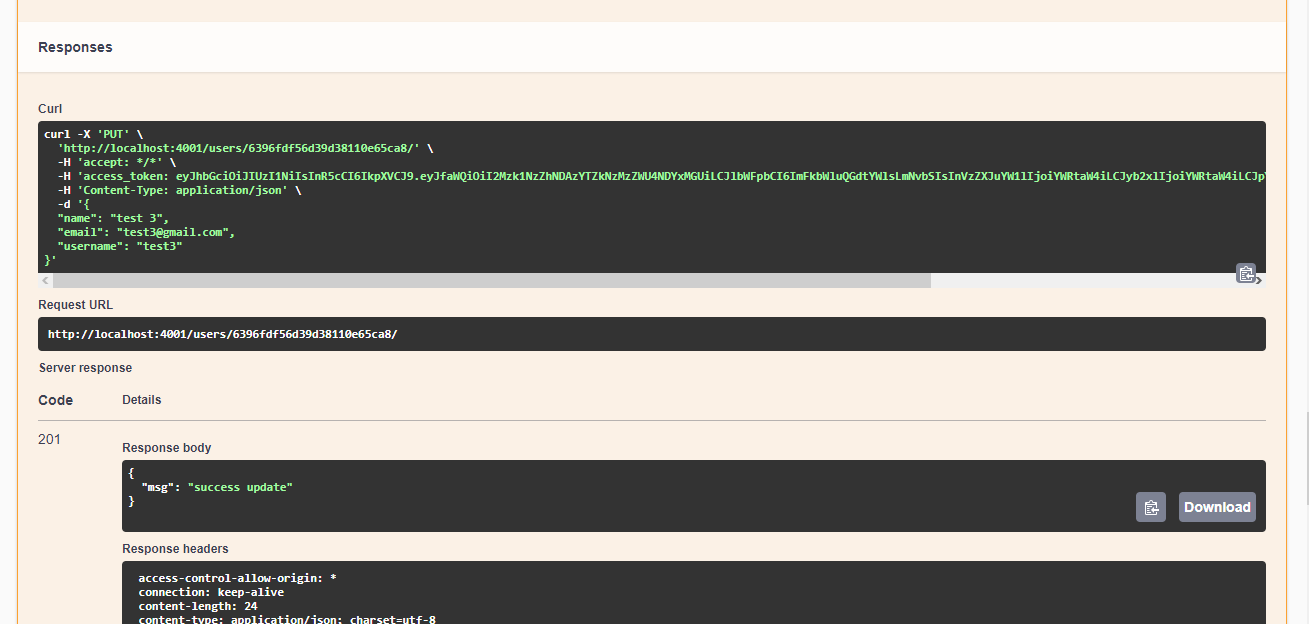 Responses
Curl
curl -X 'PUT' \
'http://localhost:4001/users/6396fdf56d39d38110e65ca8/' \
-H 'accept: */*' \
-H 'access_token: eyJhbGciOiJIUzI1NiIsInR5cCI6IkpXVCJ9.eyJfaWQiOiI2Mzk1NzZhNDAzYTZkNzMzZWU4NDYxMGUiLCJlbWFpbCI6ImFkbWluQGdtYWlsLmNvbSIsInVzZXJuYW1lIjoiYWRtaW4iLCJyb2xlIjoiYWRtaW4iLCJpY
-H 'Content-Type: application/json' \
-d '{
"name": "test 3",
"email": "test3@gmail.com",
"username": "test3"
}'
Request URL
http://localhost:4001/users/6396fdf56d39d38110e65ca8/
Server response
Code Details
201
Response body
{
"msg": "success update"
}
Download
Response headers
access-control-allow-origin: *
connection: keep-alive
content-length: 24
content-type: application/json; charset=utf-8